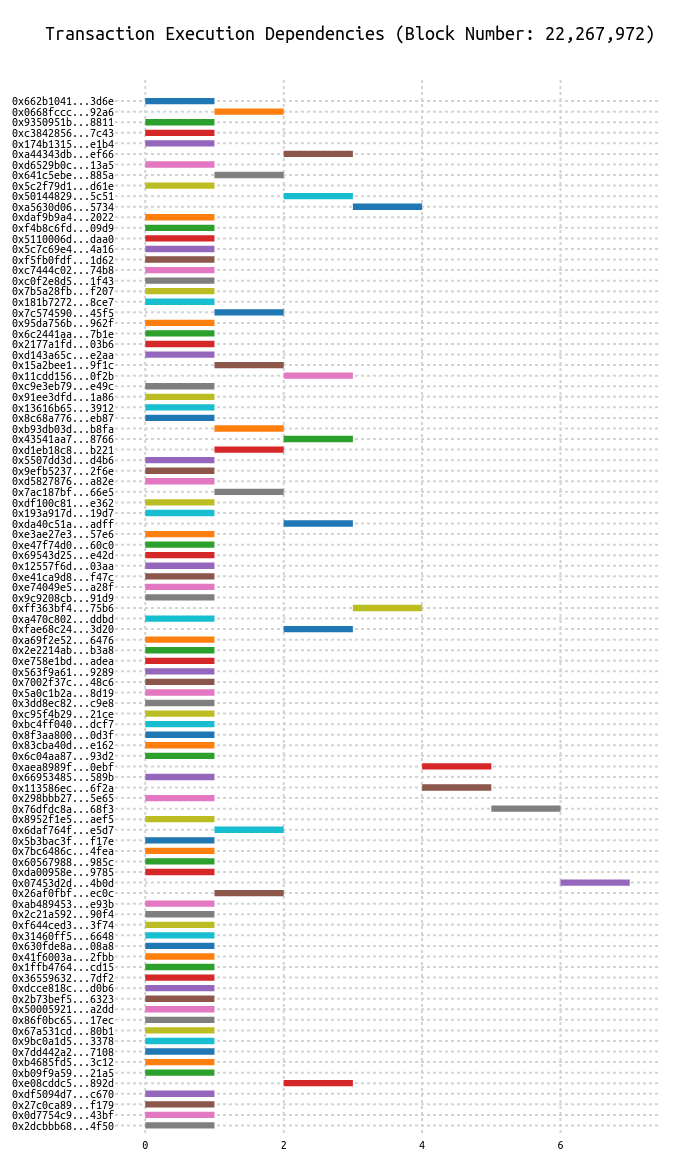 Transaction Execution Dependencies (Block Number: 22,267,972)
0x662b1041...3d6e
0x0668fccc...92a6
0x9350951b...8811
0xc3842856...7c43
0x174b1315...e1b4
0xa44343db...ef66
0xd6529b0c...13a5
0x641c5ebe...885a
0x5c2f79d1...d61e
0x50144829...5c51
0xa5630d06...5734
0xdaf9b9a4...2022
0xf4b8c6fd...09d9
0x5110006d...daa0
0x5c7c69e4...4a16
0xf5fb0fdf...1d62
0xc7444c02...74b8
0xc0f2e8d5...1f43
0x7b5a28fb...f207
0x181b7272...8ce7
0x7c574590...45f5
0x95da756b...962f
0x6c2441aa...7b1e
0x2177a1fd...03b6
0xd143a65c...e2aa
0x15a2bee1...9f1c
0x11cdd156...0f2b
0xc9e3eb79...e49c
0x91ee3dfd...1a86
0x13616b65...3912
0x8c68a776...eb87
0xb93db03d...b8fa
0x43541aa7...8766
0xd1eb18c8...b221
0x5507dd3d...d4b6
0x9efb5237...2f6e
0xd5827876...a82e
0x7ac187bf...66e5
0xdf100c81...e362
0x193a917d...19d7
0xda40c51a...adff
0xe3ae27e3...57e6
0xe47f74d0...60c0
0x69543d25...e42d
0x12557f6d...03aa
0xe41ca9d8...f47c
0xe74049e5...a28f
0x9c9208cb...91d9
0xff363bf4...75b6
0xa470c802...ddbd
0xfae68c24...3d20
0xa69f2e52...6476
0x2e2214ab...b3a8
0xe758e1bd...adea
0x563f9a61...9289
0x7002f37c...48c6
0x5a0c1b2a...8d19
0x3dd8ec82...c9e8
0xc95f4b29...21ce
0xbc4ff040...dcf7
0x8f3aa800...0d3f
0x83cba40d...e162
0x6c04aa87...93d2
0xaea8989f...0ebf
0x66953485...589b
0x113586ec...6f2a
0x298bbb27...5e65
0x76dfdc8a...68f3
0x8952f1e5...aef5
0x6daf764f...e5d7
0x5b3bac3f...f17e
0x7bc6486c...4fea
0x60567988...985c
0xda00958e...9785
0x07453d2d...4b0d
0x26af0fbf...ec0c
0xab489453...e93b
0x2c21a592...90f4
0xf644ced3...3f74
0x31460ff5...6648
0x630fde8a...08a8
0x41f6003a...2fbb
0x1ffb4764...cd15
0x36559632...7df2
0xdcce818c...d0b6
0x2b73bef5...6323
0x50005921...a2dd
0x86f0bc65...17ec
0x67a531cd...80b1
0x9bc0a1d5...3378
0x7dd442a2...7108
0xb4685fd5...3c12
0xb09f9a59...21a5
0xe08cddc5...892d
0xdf5094d7...c670
0x27c0ca89...f179
0x0d7754c9...43bf
0x2dcbbb68...4f50
0 2 4 6